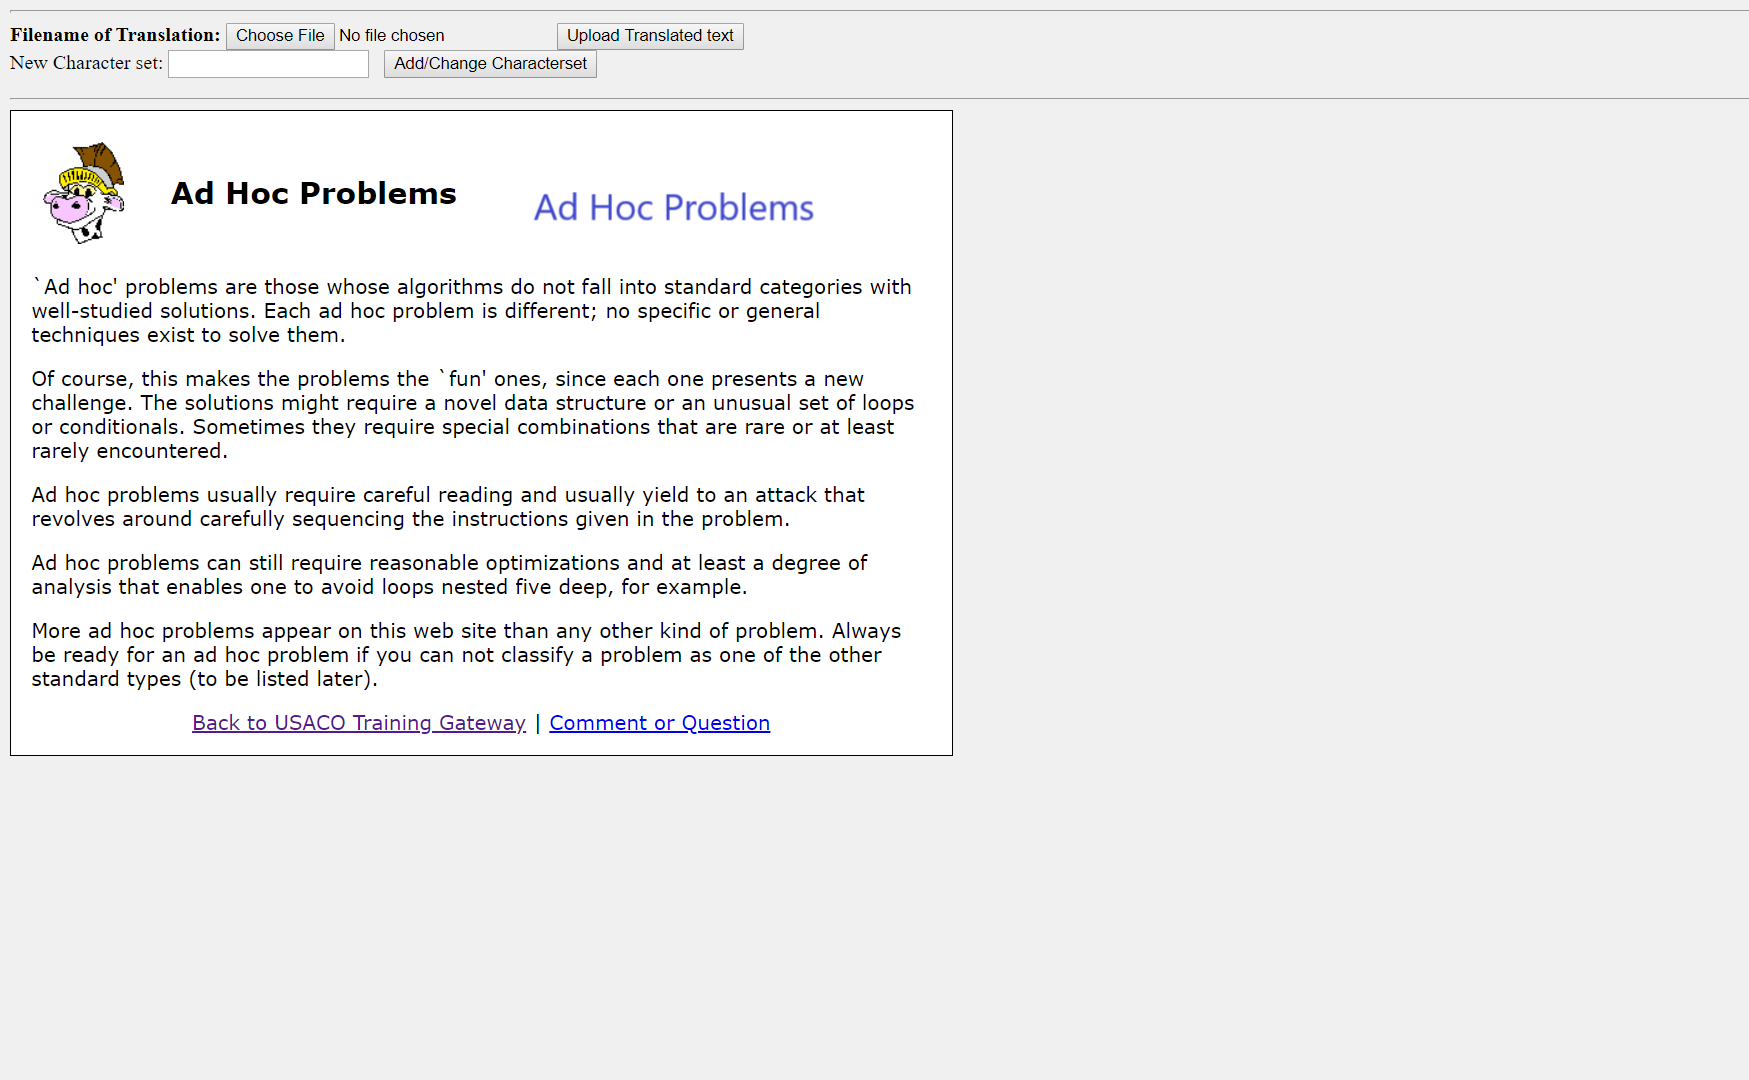 Filename of Translation: Choose File No file chosen Upload Translated text
New Character set: Add/Change Characterset
Ad Hoc Problems
Ad Hoc Problems
`Ad hoc' problems are those whose algorithms do not fall into standard categories with
well-studied solutions. Each ad hoc problem is different; no specific or general
techniques exist to solve them.
Of course, this makes the problems the `fun' ones, since each one presents a new
challenge. The solutions might require a novel data structure or an unusual set of loops
or conditionals. Sometimes they require special combinations that are rare or at least
rarely encountered.
Ad hoc problems usually require careful reading and usually yield to an attack that
revolves around carefully sequencing the instructions given in the problem.
Ad hoc problems can still require reasonable optimizations and at least a degree of
analysis that enables one to avoid loops nested five deep, for example.
More ad hoc problems appear on this web site than any other kind of problem. Always
be ready for an ad hoc problem if you can not classify a problem as one of the other
standard types (to be listed later).
Back to USACO Training Gateway | Comment or Question